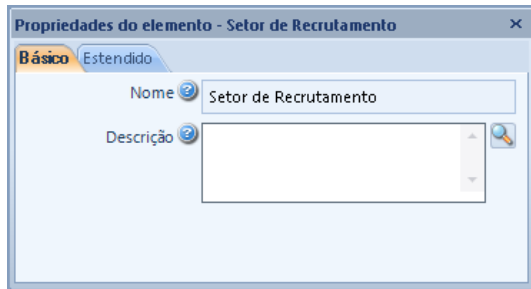 Propriedades do elemento - Setor de Recrutamento
Básico Estendido
Nome Setor de Recrutamento
Descrição